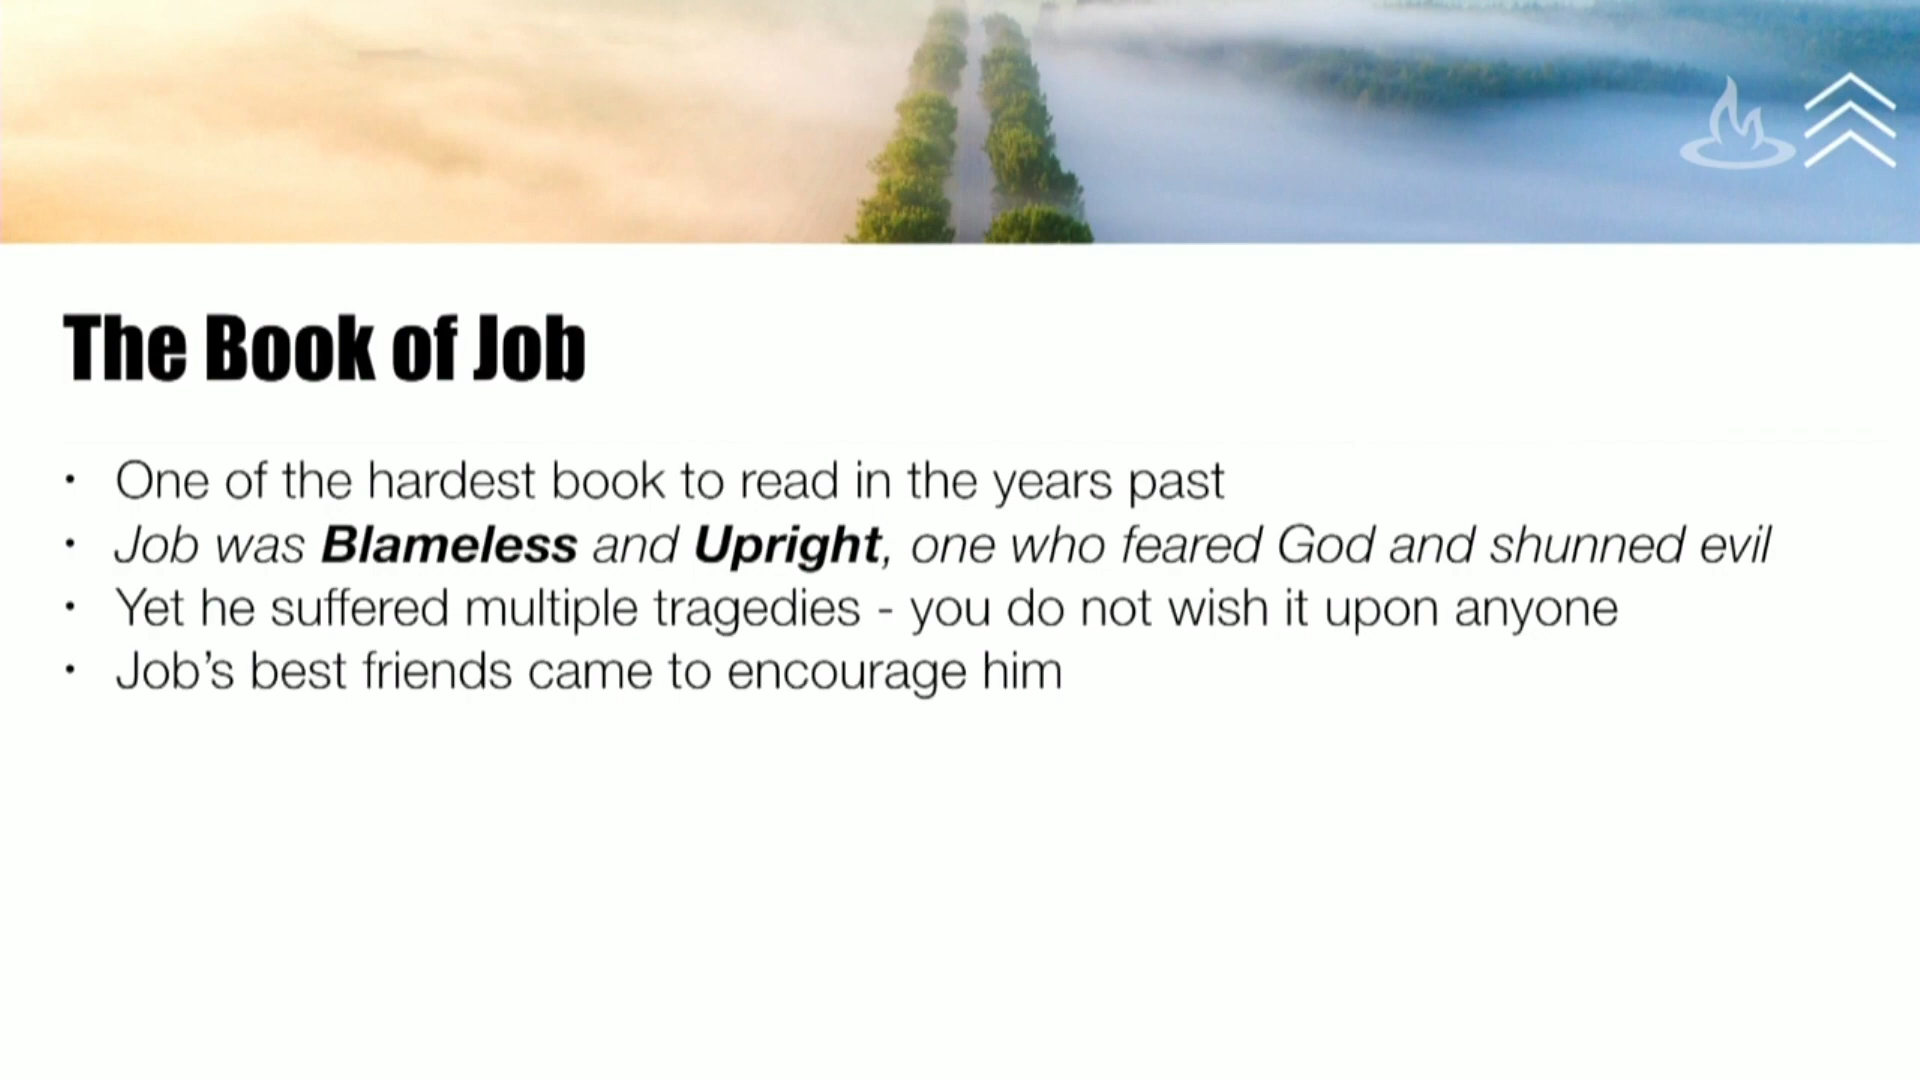 The Book of Job
• One of the hardest book to read in the years past
• Job was Blameless and Upright, one who feared God and shunned evil
• Yet he suffered multiple tragedies - you do not wish it upon anyone
• Job’s best friends came to encourage him